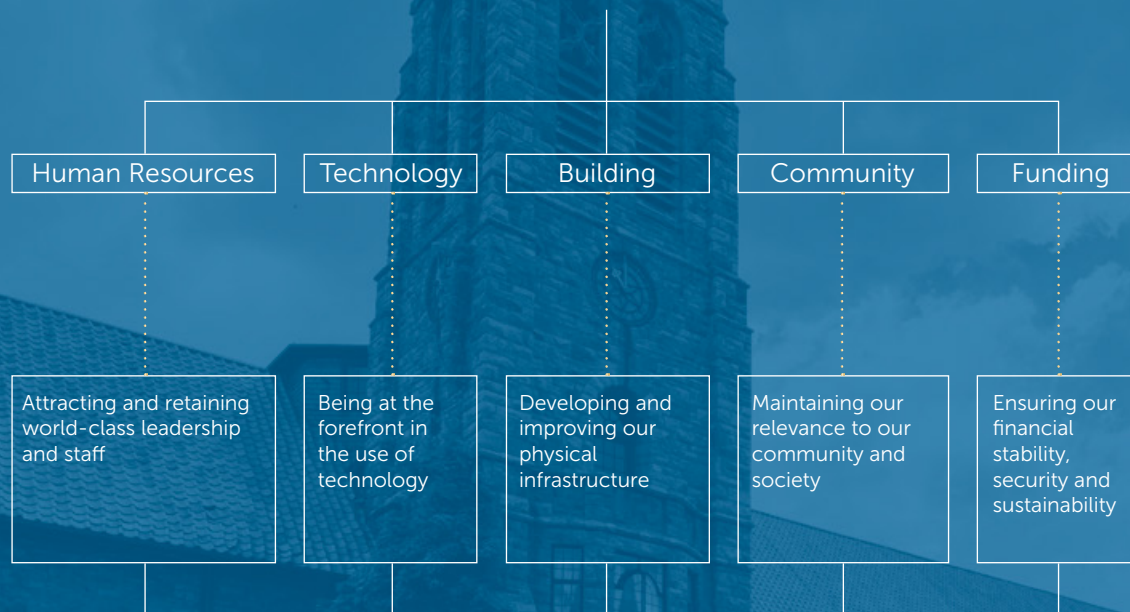 Human Resources
Technology
Building
Community
Funding
Attracting and retaining
world-class leadership
and staff
Being at the
forefront in
the use of
technology
Developing and
improving our
physical
infrastructure
Maintaining our
relevance to our
community and
society
Ensuring our
financial
stability,
security and
sustainability